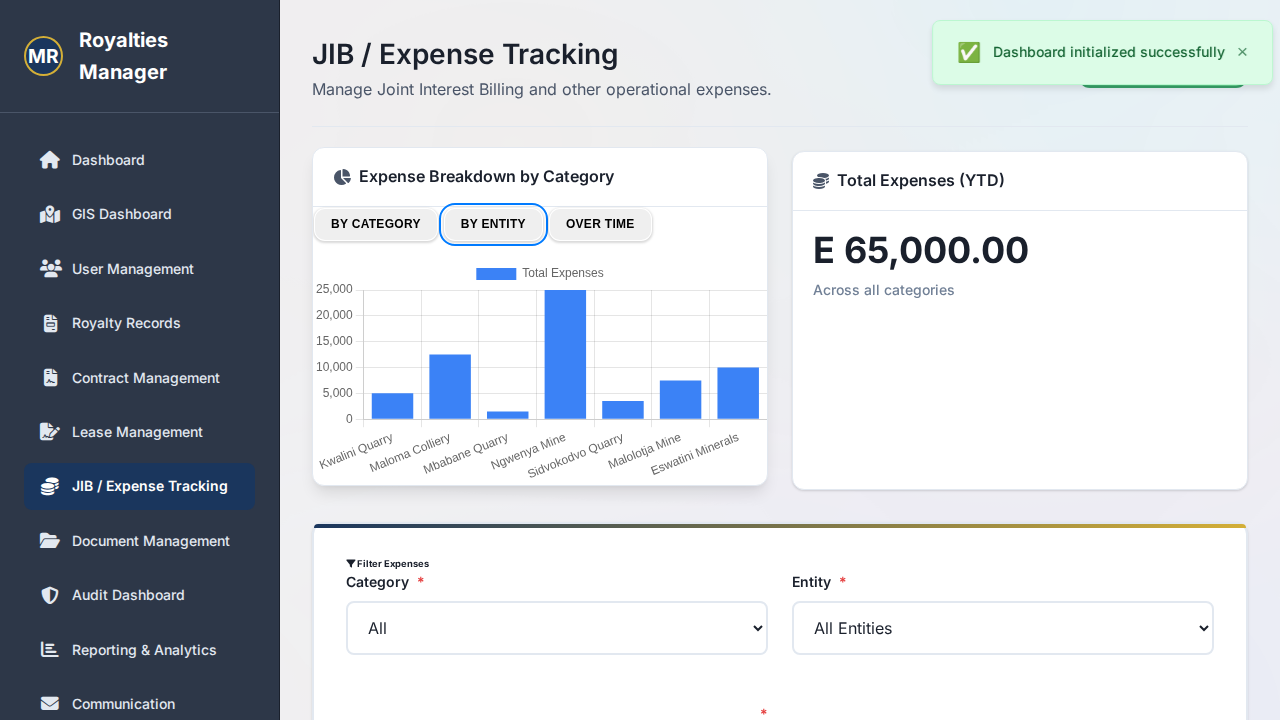 MR
Royalties
Manager
Dashboard
GIS Dashboard
User Management
Royalty Records
Contract Management
Lease Management
JIB / Expense Tracking
Document Management
Audit Dashboard
Reporting & Analytics
Communication
JIB / Expense Tracking
Manage Joint Interest Billing and other operational expenses.
✅ Dashboard initialized successfully ×
Expense Breakdown by Category
BY CATEGORY BY ENTITY OVER TIME
Total Expenses
25,000
20,000
15,000
10,000
5,000
0
Kwalini Quarry
Maloma Colliery
Mbabane Quarry
Ngwenya Mine
Sidvokodvo Quarry
Malolotja Mine
Eswatini Minerals
Total Expenses (YTD)
E 65,000.00
Across all categories
Filter Expenses
Category *
All
Entity *
All Entities
*